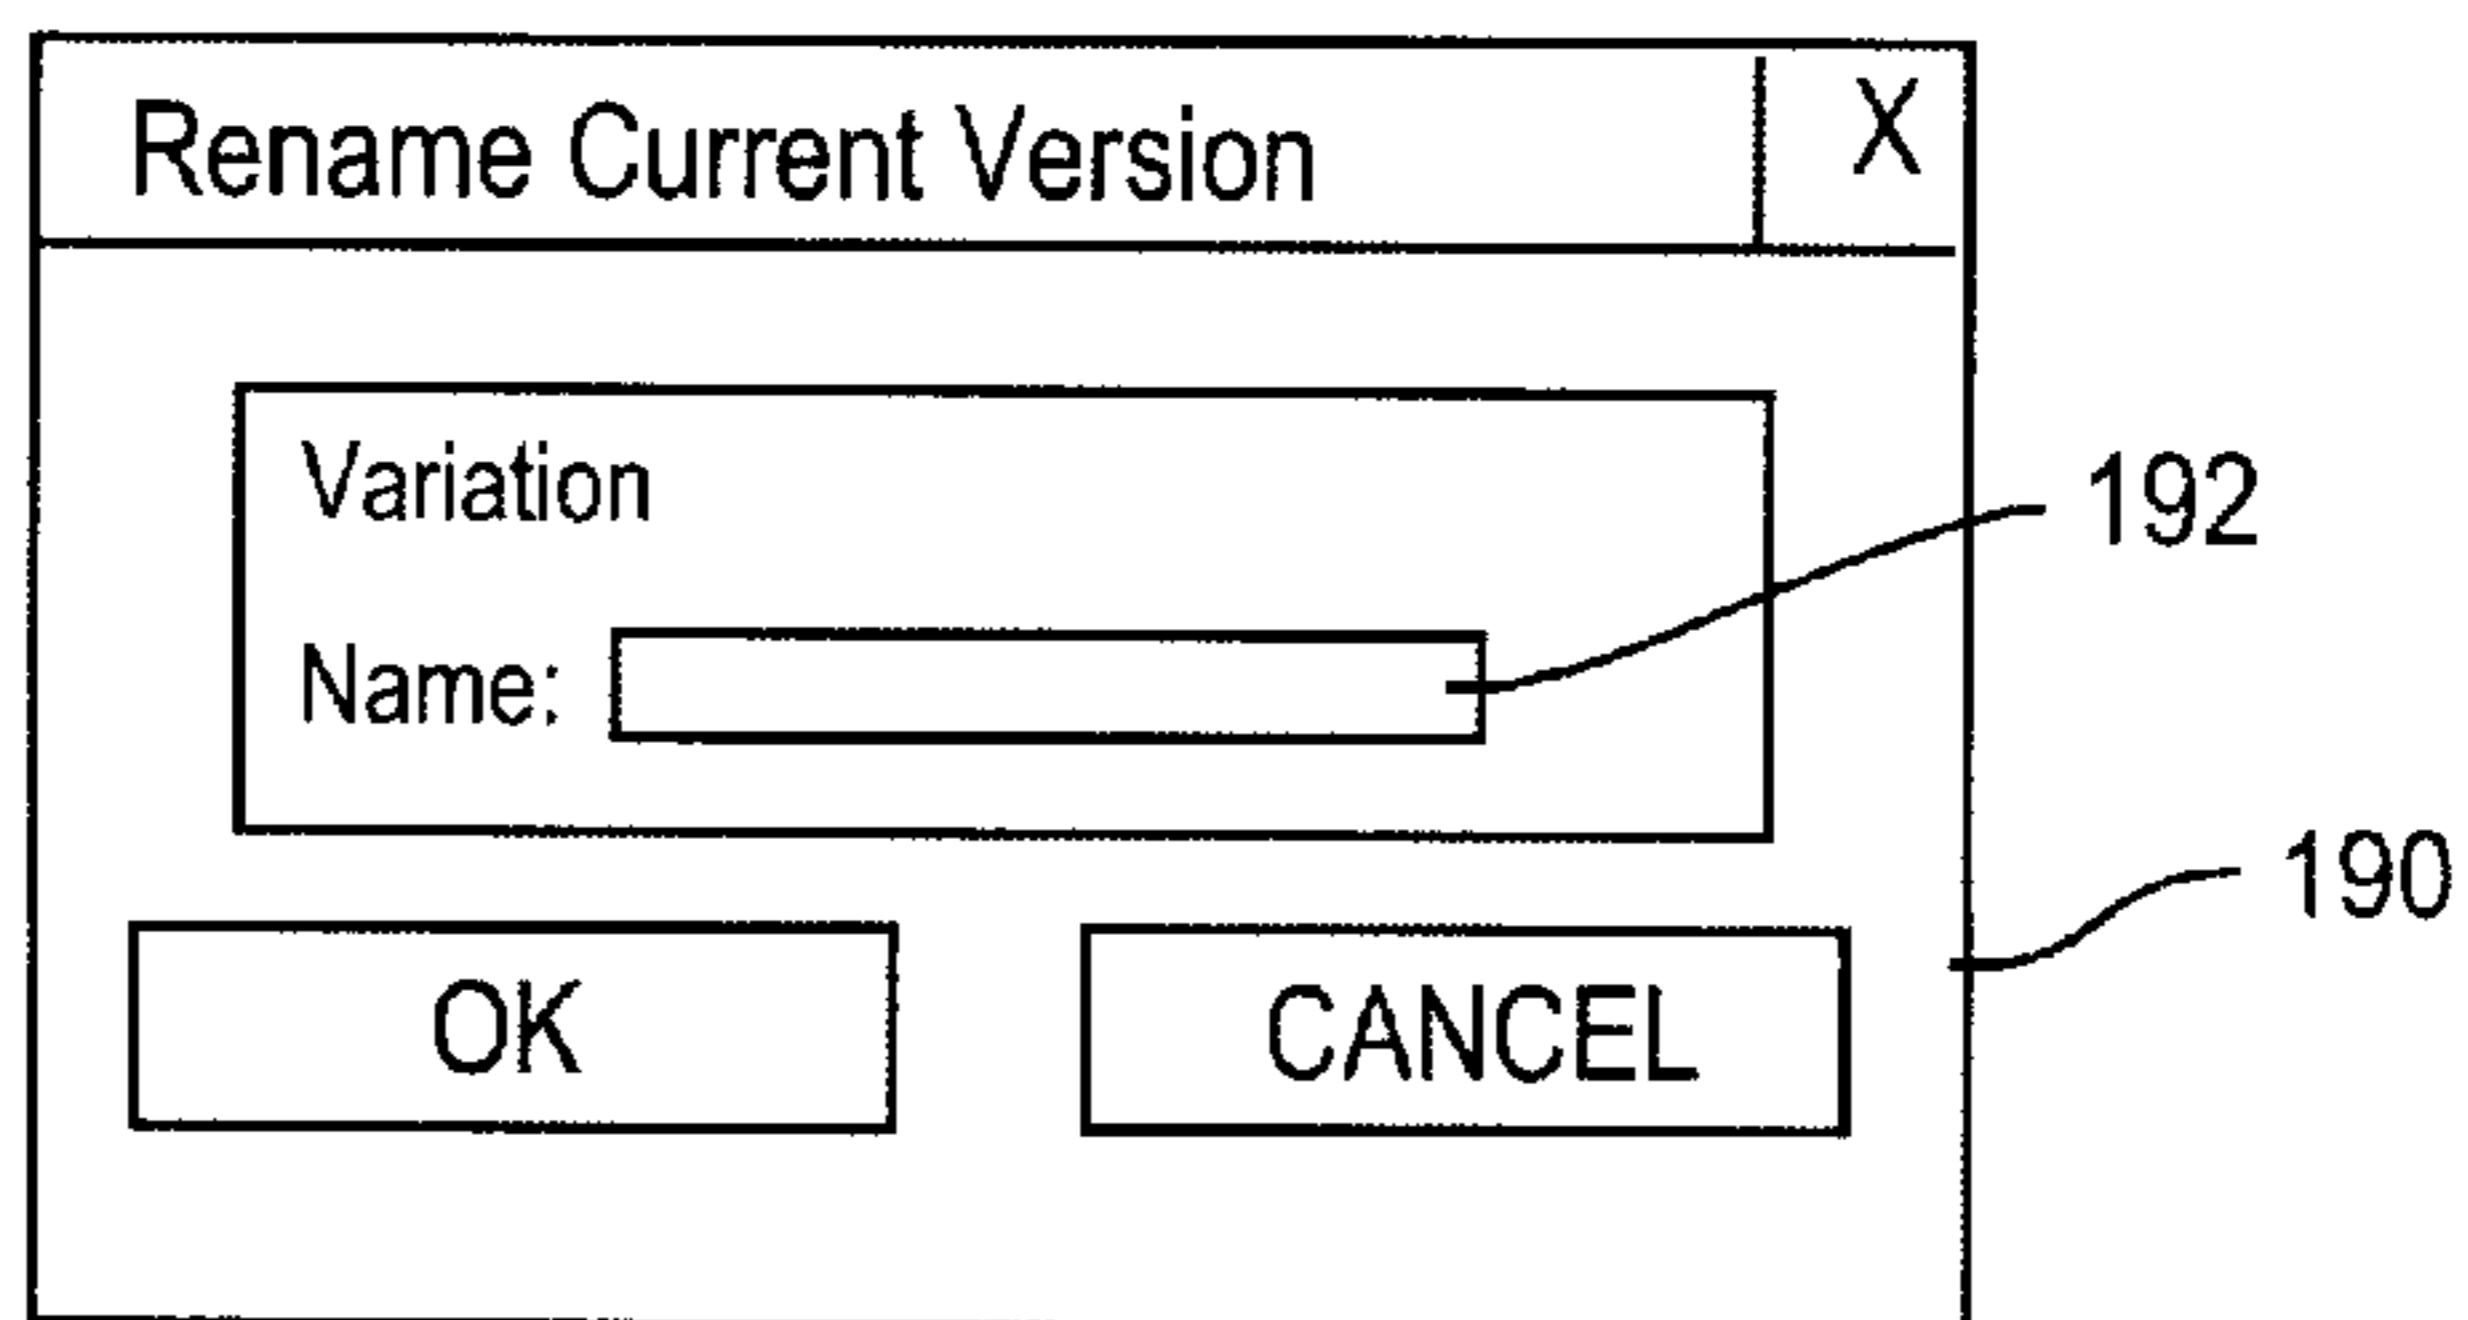 Rename Current Version X
Variation
192
Name:
190
OK CANCEL